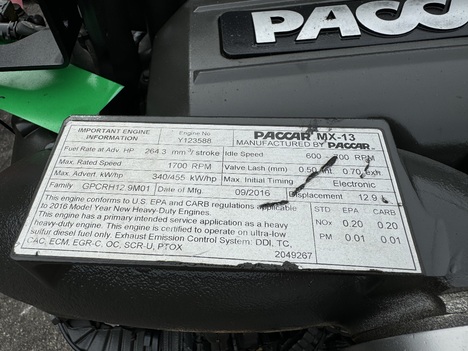 PACCAR
IMPORTANT ENGINE INFORMATION
Engine No
Y123588
PACCAR MX-13
MANUFACTURED BY PACCAR
Fuel Rate at Adv. HP 264.3 mm³/stroke
Idle Speed 600 RPM
Max. Rated Speed 1700 RPM
Valve Lash (mm) 0.50 int. 0.70 exh.
Max. Advert. kW/hp 340/455 kW/hp
Max. Initial Timing Electronic
Family GPCRH12.9M01
Date of Mfg. 09/2016
Displacement 12.9
This engine conforms to U.S. EPA and CARB regulations
fo 2016 Model Year New Heavy-Duty Engines.
This engine has a primary intended service application as a heavy
heavy-duty engine. This engine is certified to operate on ultra-low
sulfur diesel fuel only. Exhaust Emission Control System: DDI, TC,
CAC, ECM, EGR-C, OC, SCR-U, PTOX
2049267
STD EPA CARB
NOx 0.20 0.20
PM 0.01 0.01